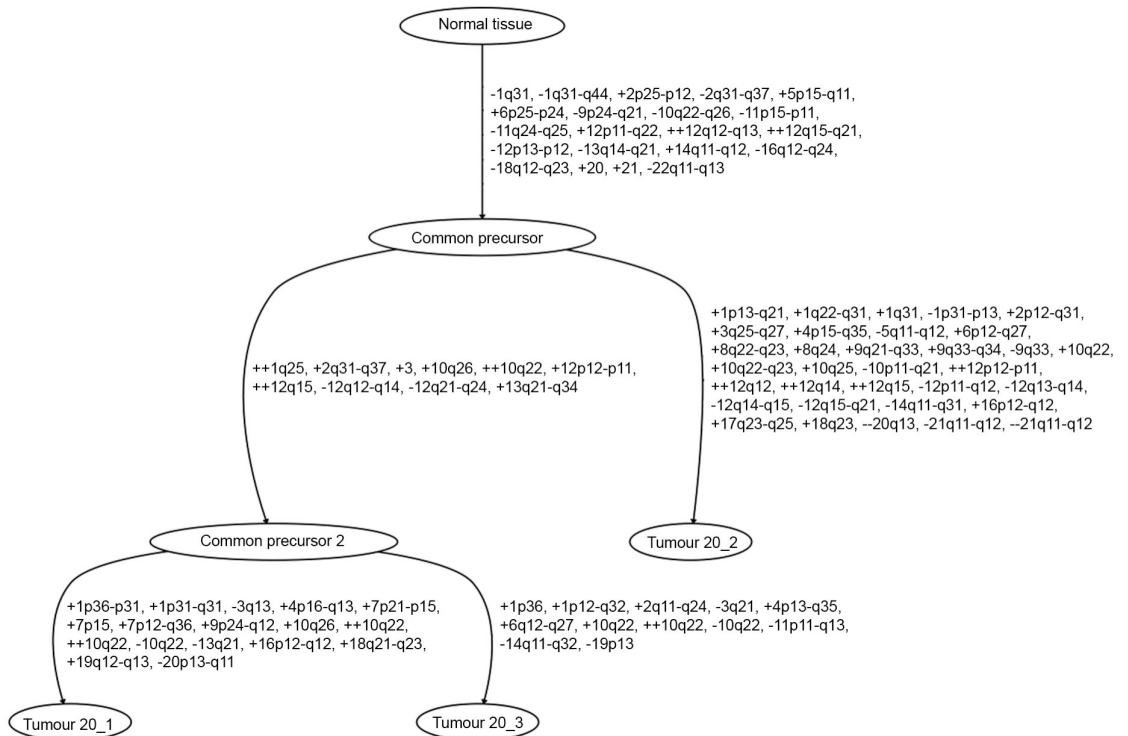 Normal tissue
-1q31, -1q31-q44, +2p25-p12, -2q31-q37, +5p15-q11,
+6p25-p24, -9p24-q21, -10q22-q26, -11p15-p11,
-11q24-q25, +12p11-q22, ++12q12-q13, ++12q15-q21,
-12p13-p12, -13q14-q21, +14q11-q12, -16q12-q24,
-18q12-q23, +20, +21, -22q11-q13
Common precursor
++1q25, +2q31-q37, +3, +10q26, ++10q22, +12p12-p11,
++12q15, -12q12-q14, -12q21-q24, +13q21-q34
+1p13-q21, +1q22-q31, +1q31, -1p31-p13, +2p12-q31,
+3q25-q27, +4p15-q35, -5q11-q12, +6p12-q27,
+8q22-q23, +8q24, +9q21-q33, +9q33-q34, -9q33, +10q22,
+10q22-q23, +10q25, -10p11-q21, ++12p12-p11,
++12q12, ++12q14, ++12q15, -12p11-q12, -12q13-q14,
-12q14-q15, -12q15-q21, -14q11-q31, +16p12-q12,
+17q23-q25, +18q23, --20q13, -21q11-q12, --21q11-q12
Common precursor 2
Tumour 20_2
+1p36-p31, +1p31-q31, -3q13, +4p16-q13, +7p21-p15,
+7p15, +7p12-q36, +9p24-q12, +10q26, ++10q22,
++10q22, -10q22, -13q21, +16p12-q12, +18q21-q23,
+19q12-q13, -20p13-q11
+1p36, +1p12-q32, +2q11-q24, -3q21, +4p13-q35,
+6q12-q27, +10q22, ++10q22, -10q22, -11p11-q13,
-14q11-q32, -19p13
Tumour 20_1
Tumour 20_3